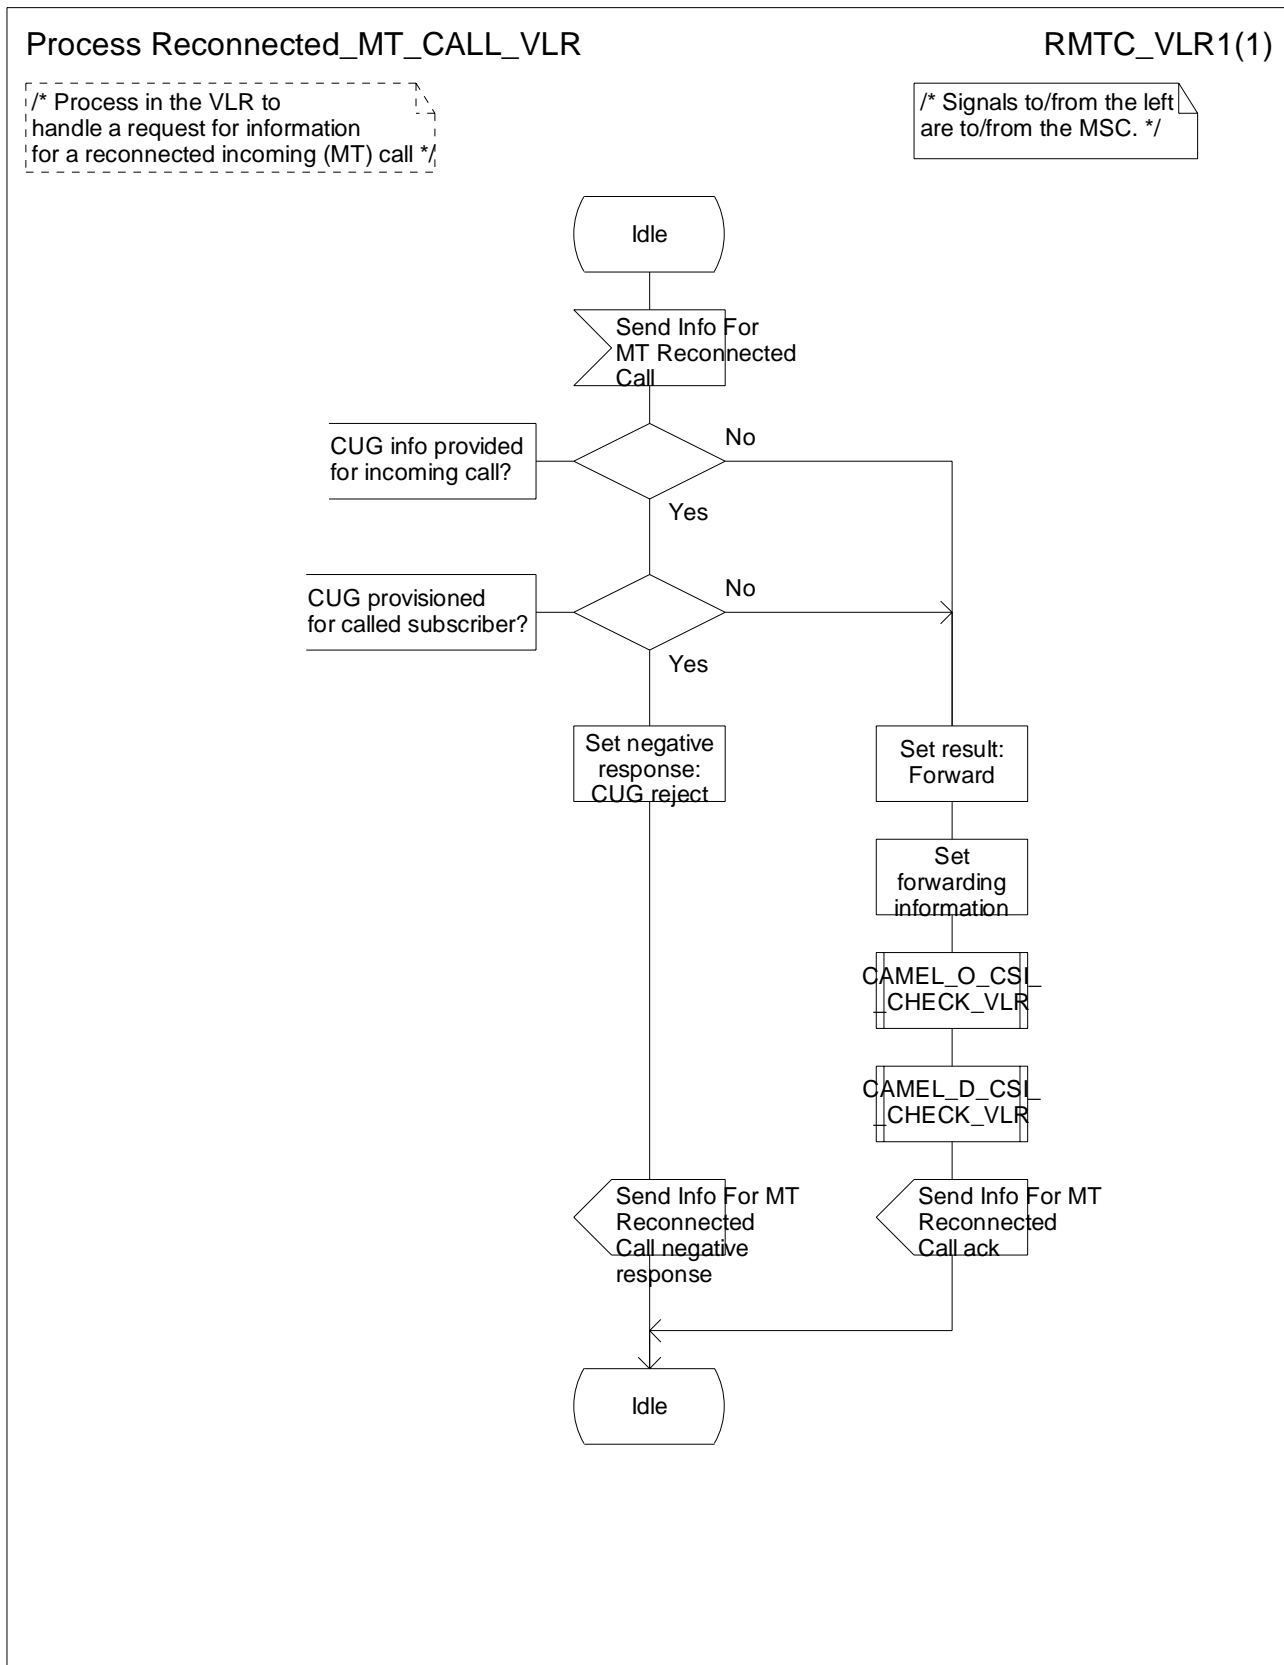 Process Reconnected_MT_CALL_VLR
RMTC_VLR1(1)
/* Process in the VLR to
handle a request for information
for a reconnected incoming (MT) call */
/* Signals to/from the left
are to/from the MSC. */
Idle
Send Info For
MT Reconnected
Call
CUG info provided
for incoming call?
No
Yes
CUG provisioned
for called subscriber?
No
Yes
Set negative
response:
CUG reject
Set result:
Forward
Set
forwarding
information
CAMEL_O_CSI_
_CHECK_VLR
CAMEL_D_CSI_
_CHECK_VLR
Send Info For MT
Reconnected
Call negative
response
Send Info For MT
Reconnected
Call ack
Idle